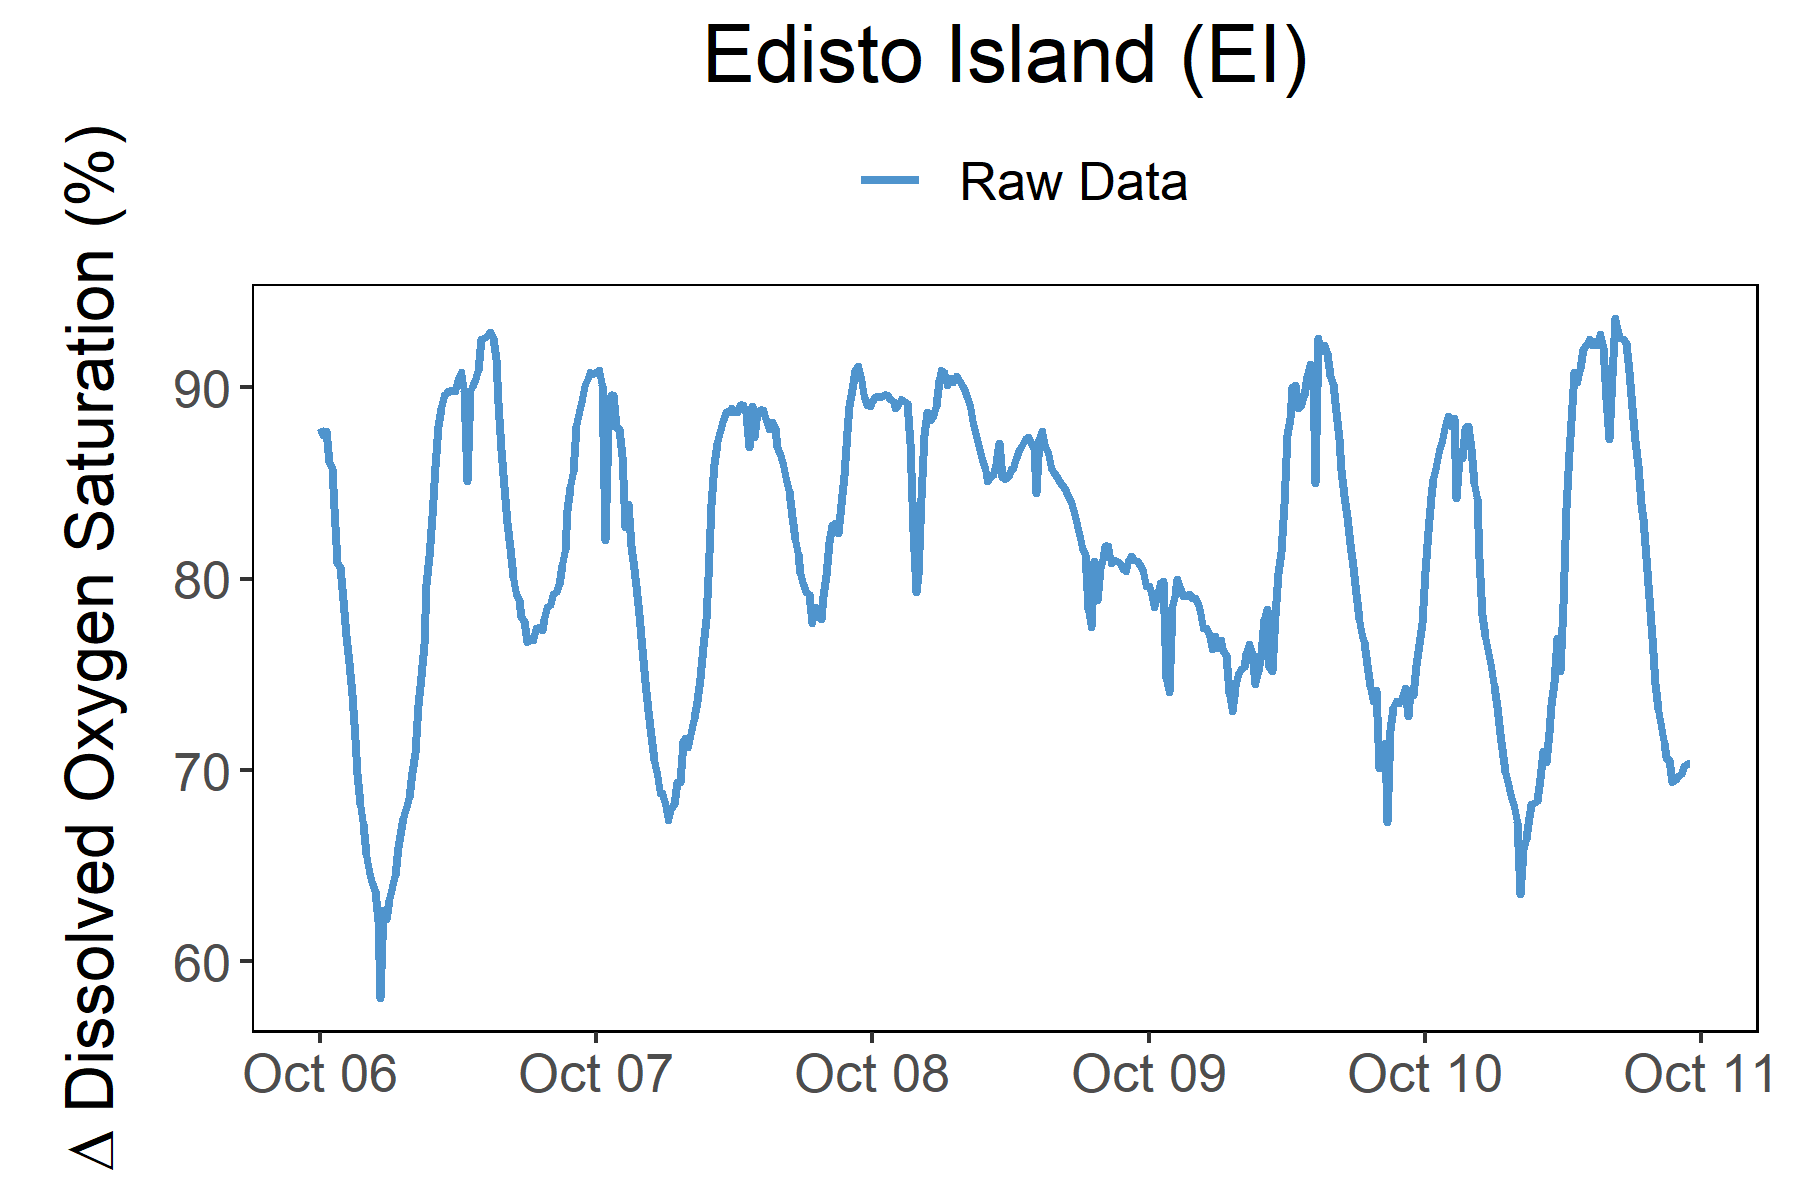 Edisto Island (EI)
Raw Data
Δ Dissolved Oxygen Saturation (%)
90
80
70
60
Oct 06 Oct 07 Oct 08 Oct 09 Oct 10 Oct 11